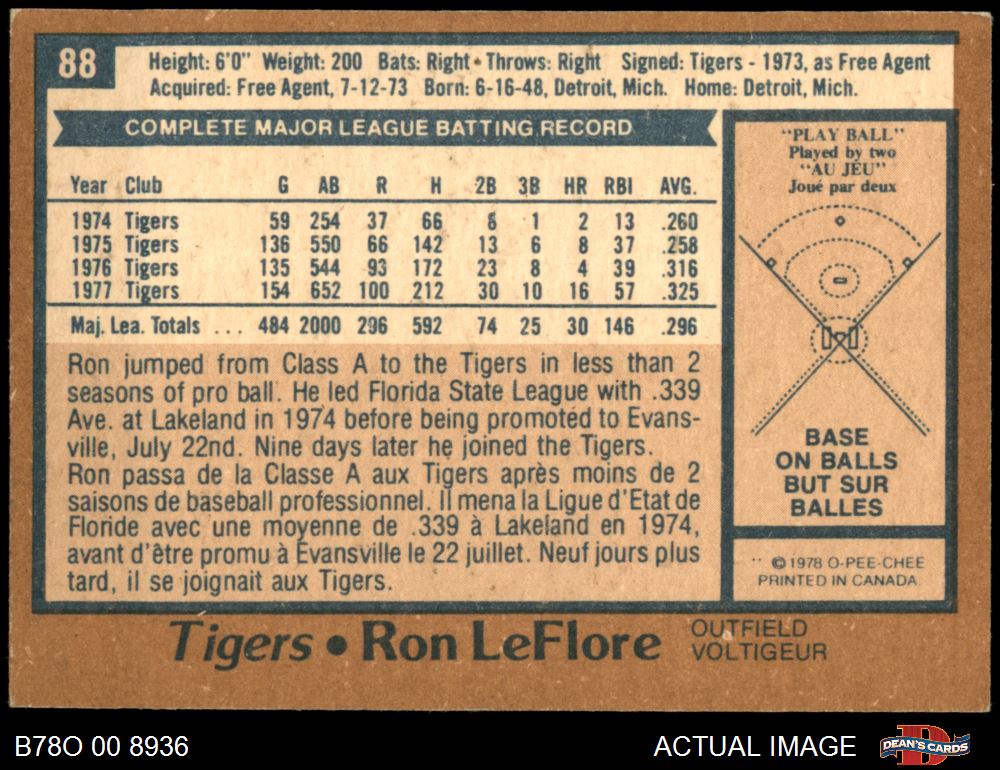 88
Height: 6'0" Weight: 200 Bats: Right • Throws: Right Signed: Tigers - 1973, as Free Agent
Acquired: Free Agent, 7-12-73 Born: 6-16-48, Detroit, Mich. Home: Detroit, Mich.
COMPLETE MAJOR LEAGUE BATTING RECORD
Year Club G AB R H 2B 3B HR RBI AVG.
1974 Tigers 59 254 37 66 8 1 2 13 .260
1975 Tigers 136 550 66 142 13 6 8 37 .258
1976 Tigers 135 544 93 172 23 8 4 39 .316
1977 Tigers 154 652 100 212 30 10 16 57 .325
Maj. Lea. Totals ... 484 2000 296 592 74 25 30 146 .296
Ron jumped from Class A to the Tigers in less than 2
seasons of pro ball. He led Florida State League with .339
Ave. at Lakeland in 1974 before being promoted to Evans-
ville, July 22nd. Nine days later he joined the Tigers.
Ron passa de la Classe A aux Tigers après moins de 2
saisons de baseball professionnel. Il mena la Ligue d'Etat de
Floride avec une moyenne de .339 à Lakeland en 1974,
avant d'être promu à Evansville le 22 juillet. Neuf jours plus
tard, il se joignait aux Tigers.
"PLAY BALL"
Played by two
"AU JEU"
Joué par deux
BASE
ON BALLS
BUT SUR
BALLES
© 1978 O-PEE-CHEE
PRINTED IN CANADA.
Tigers • Ron LeFlore
OUTFIELD
VOLTIGEUR
B78O 00 8936
ACTUAL IMAGE
D
DEAN'S CARDS